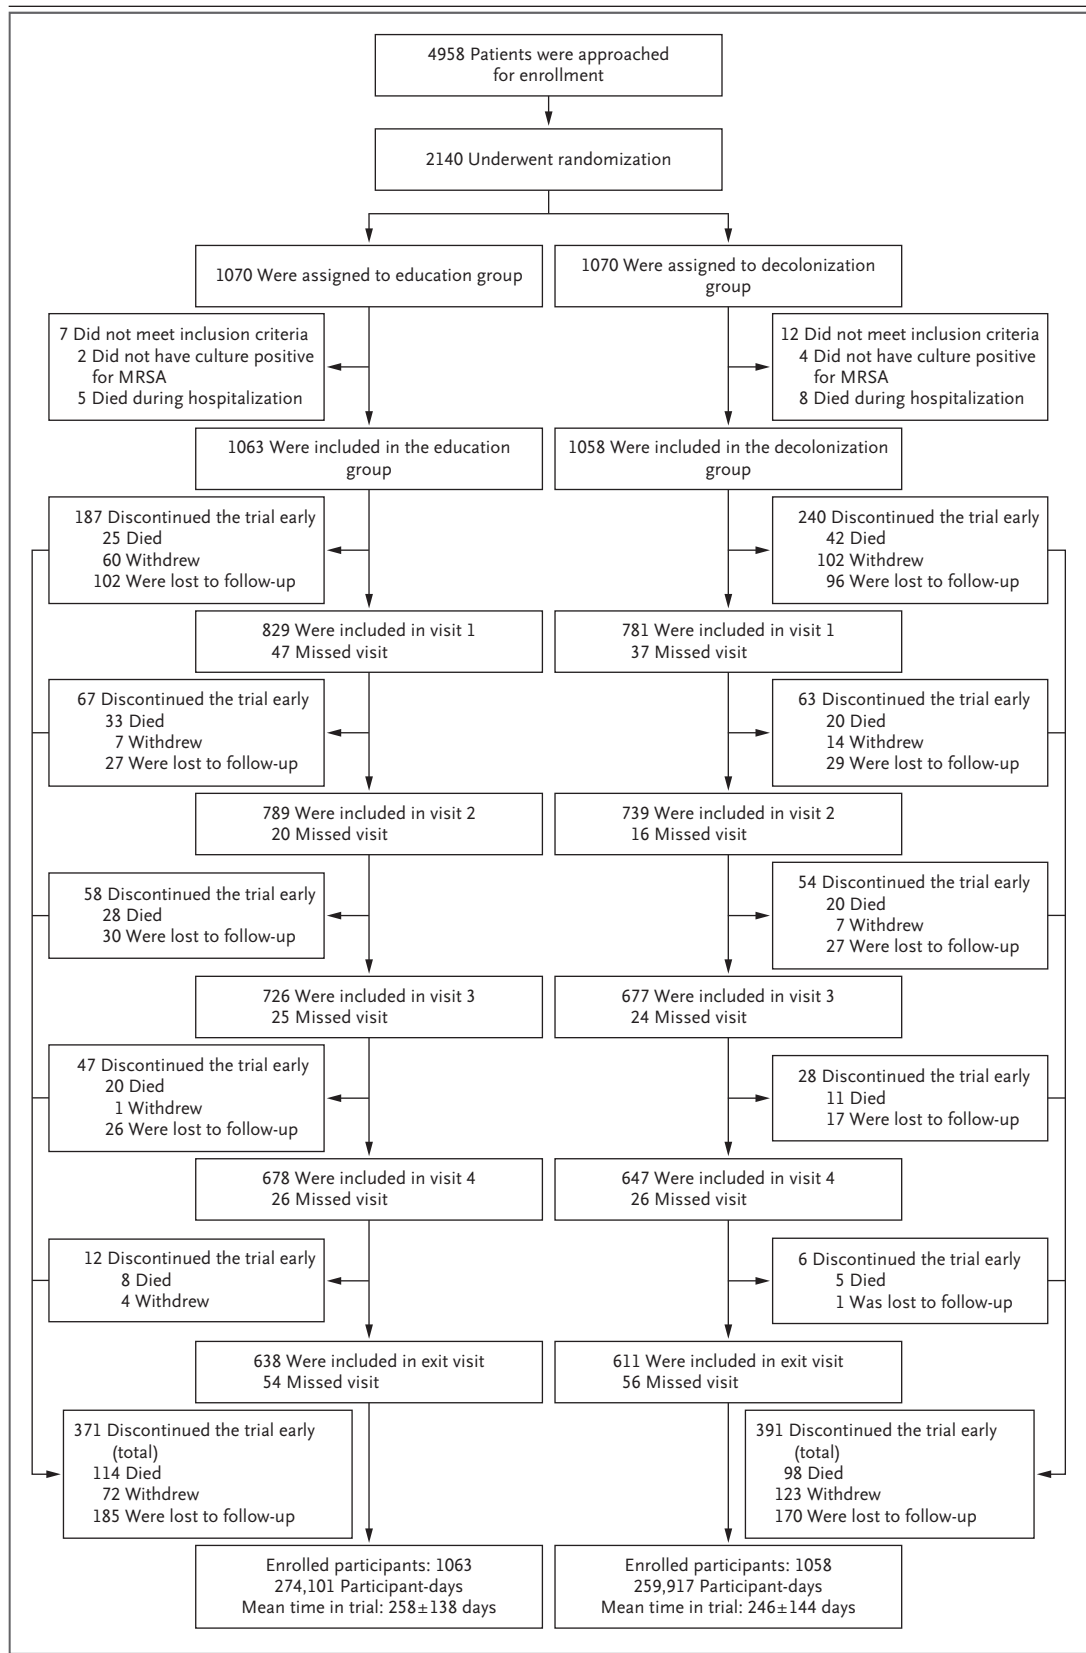 4958 Patients were approached
for enrollment
2140 Underwent randomization
1070 Were assigned to education group
1070 Were assigned to decolonization
group
7 Did not meet inclusion criteria
2 Did not have culture positive
for MRSA
5 Died during hospitalization
12 Did not meet inclusion criteria
4 Did not have culture positive
for MRSA
8 Died during hospitalization
1063 Were included in the education
group
1058 Were included in the decolonization
group
187 Discontinued the trial early
25 Died
60 Withdrew
102 Were lost to follow-up
240 Discontinued the trial early
42 Died
102 Withdrew
96 Were lost to follow-up
829 Were included in visit 1
47 Missed visit
781 Were included in visit 1
37 Missed visit
67 Discontinued the trial early
33 Died
7 Withdrew
27 Were lost to follow-up
63 Discontinued the trial early
20 Died
14 Withdrew
29 Were lost to follow-up
789 Were included in visit 2
20 Missed visit
739 Were included in visit 2
16 Missed visit
58 Discontinued the trial early
28 Died
30 Were lost to follow-up
54 Discontinued the trial early
20 Died
7 Withdrew
27 Were lost to follow-up
726 Were included in visit 3
25 Missed visit
677 Were included in visit 3
24 Missed visit
47 Discontinued the trial early
20 Died
1 Withdrew
26 Were lost to follow-up
28 Discontinued the trial early
11 Died
17 Were lost to follow-up
678 Were included in visit 4
26 Missed visit
647 Were included in visit 4
26 Missed visit
12 Discontinued the trial early
8 Died
4 Withdrew
6 Discontinued the trial early
5 Died
1 Was lost to follow-up
638 Were included in exit visit
54 Missed visit
611 Were included in exit visit
56 Missed visit
371 Discontinued the trial early
(total)
114 Died
72 Withdrew
185 Were lost to follow-up
391 Discontinued the trial early
(total)
98 Died
123 Withdrew
170 Were lost to follow-up
Enrolled participants: 1063
274,101 Participant-days
Mean time in trial: 258±138 days
Enrolled participants: 1058
259,917 Participant-days
Mean time in trial: 246±144 days